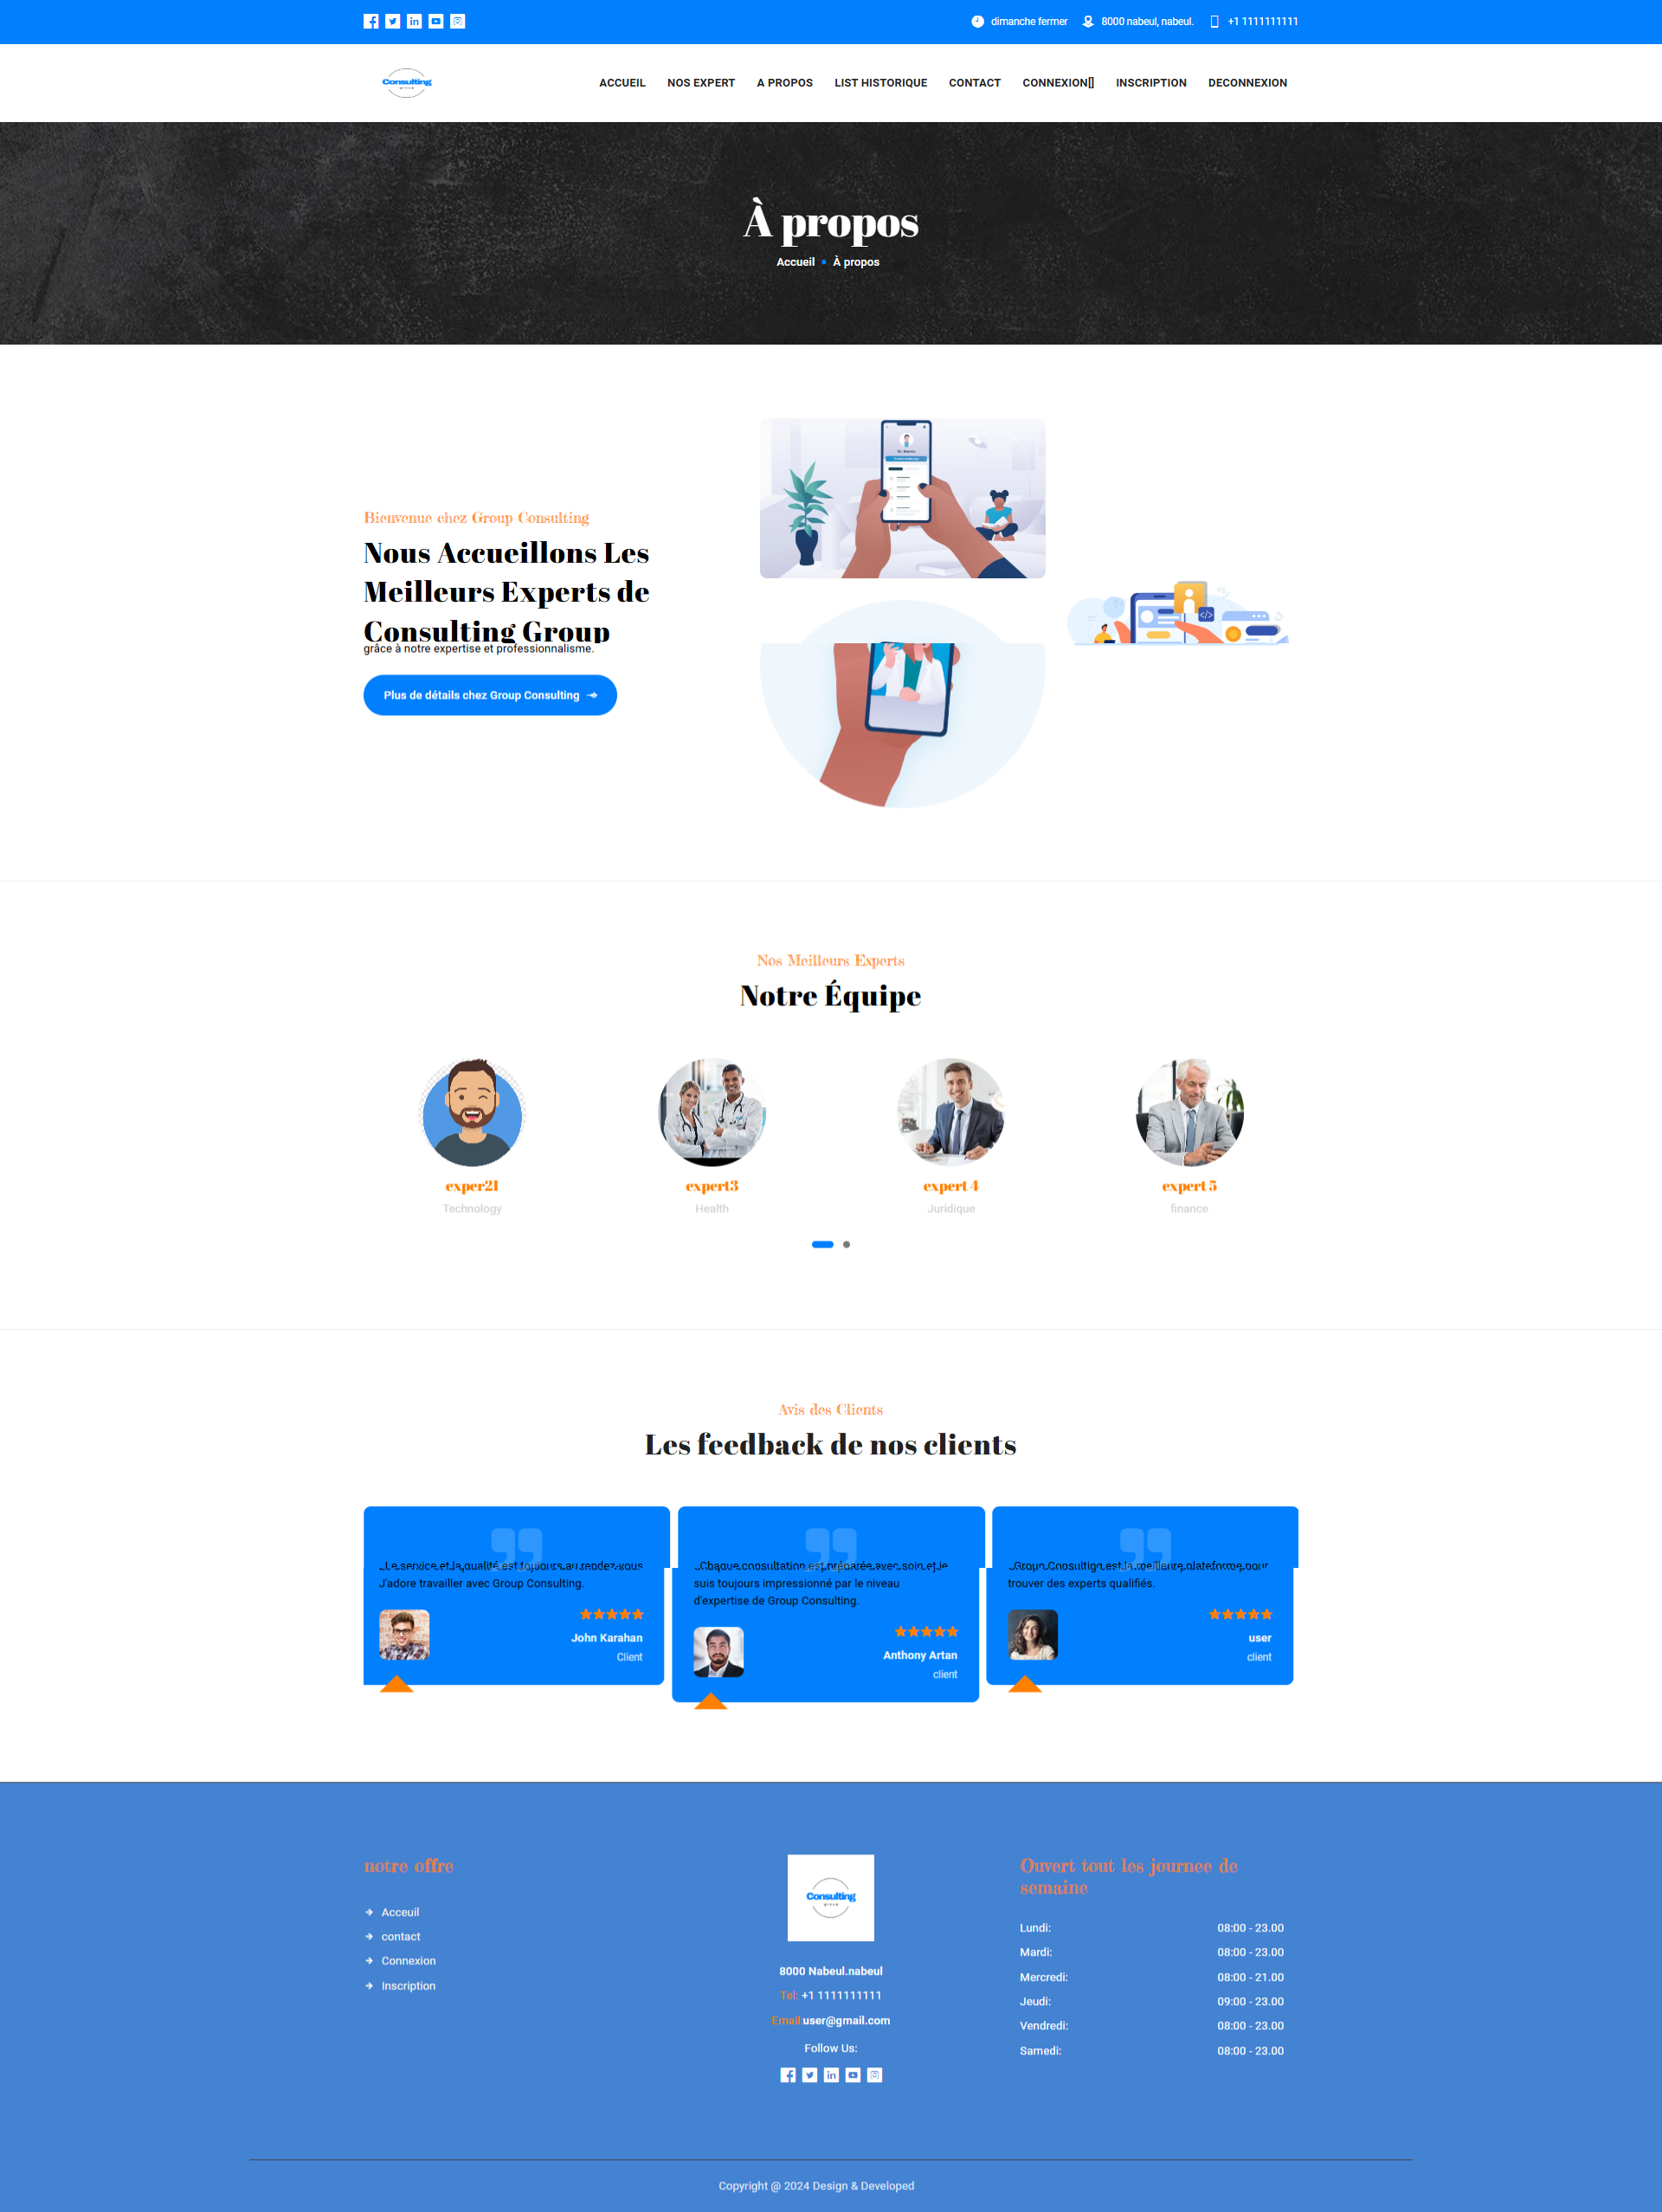 dimanche fermer
8000 nabeul, nabeul.
+1 1111111111
Consulting
group
ACCUEIL
NOS EXPERT
A PROPOS
LIST HISTORIQUE
CONTACT
CONNEXION[]
INSCRIPTION
DECONNEXION
À propos
Accueil
À propos
Bienvenue chez Group Consulting
Nous Accueillons Les
Meilleurs Experts de
Consulting Group
grâce à notre expertise et professionnalisme.
Plus de détails chez Group Consulting
Nos Meilleurs Experts
Notre Équipe
exper21
Technology
expert3
Health
expert 4
Juridique
expert 5
finance
Avis des Clients
Les feedback de nos clients
Le service et la qualité est toujours au rendez-vous
J'adore travailler avec Group Consulting.
John Karahan
Client
Chaque consultation est préparée avec soin et je
suis toujours impressionné par le niveau
d'expertise de Group Consulting.
Anthony Artan
client
Group Consulting est la meilleure plateforme pour
trouver des experts qualifiés.
user
client
notre offre
Acceuil
contact
Connexion
Inscription
Consulting
group
8000 Nabeul.nabeul
Tel: +1 1111111111
Email:user@gmail.com
Follow Us:
Ouvert tout les journee de
semaine
Lundi: 08:00 - 23.00
Mardi: 08:00 - 23.00
Mercredi: 08:00 - 21.00
Jeudi: 09:00 - 23.00
Vendredi: 08:00 - 23.00
Samedi: 08:00 - 23.00
Copyright @ 2024 Design & Developed